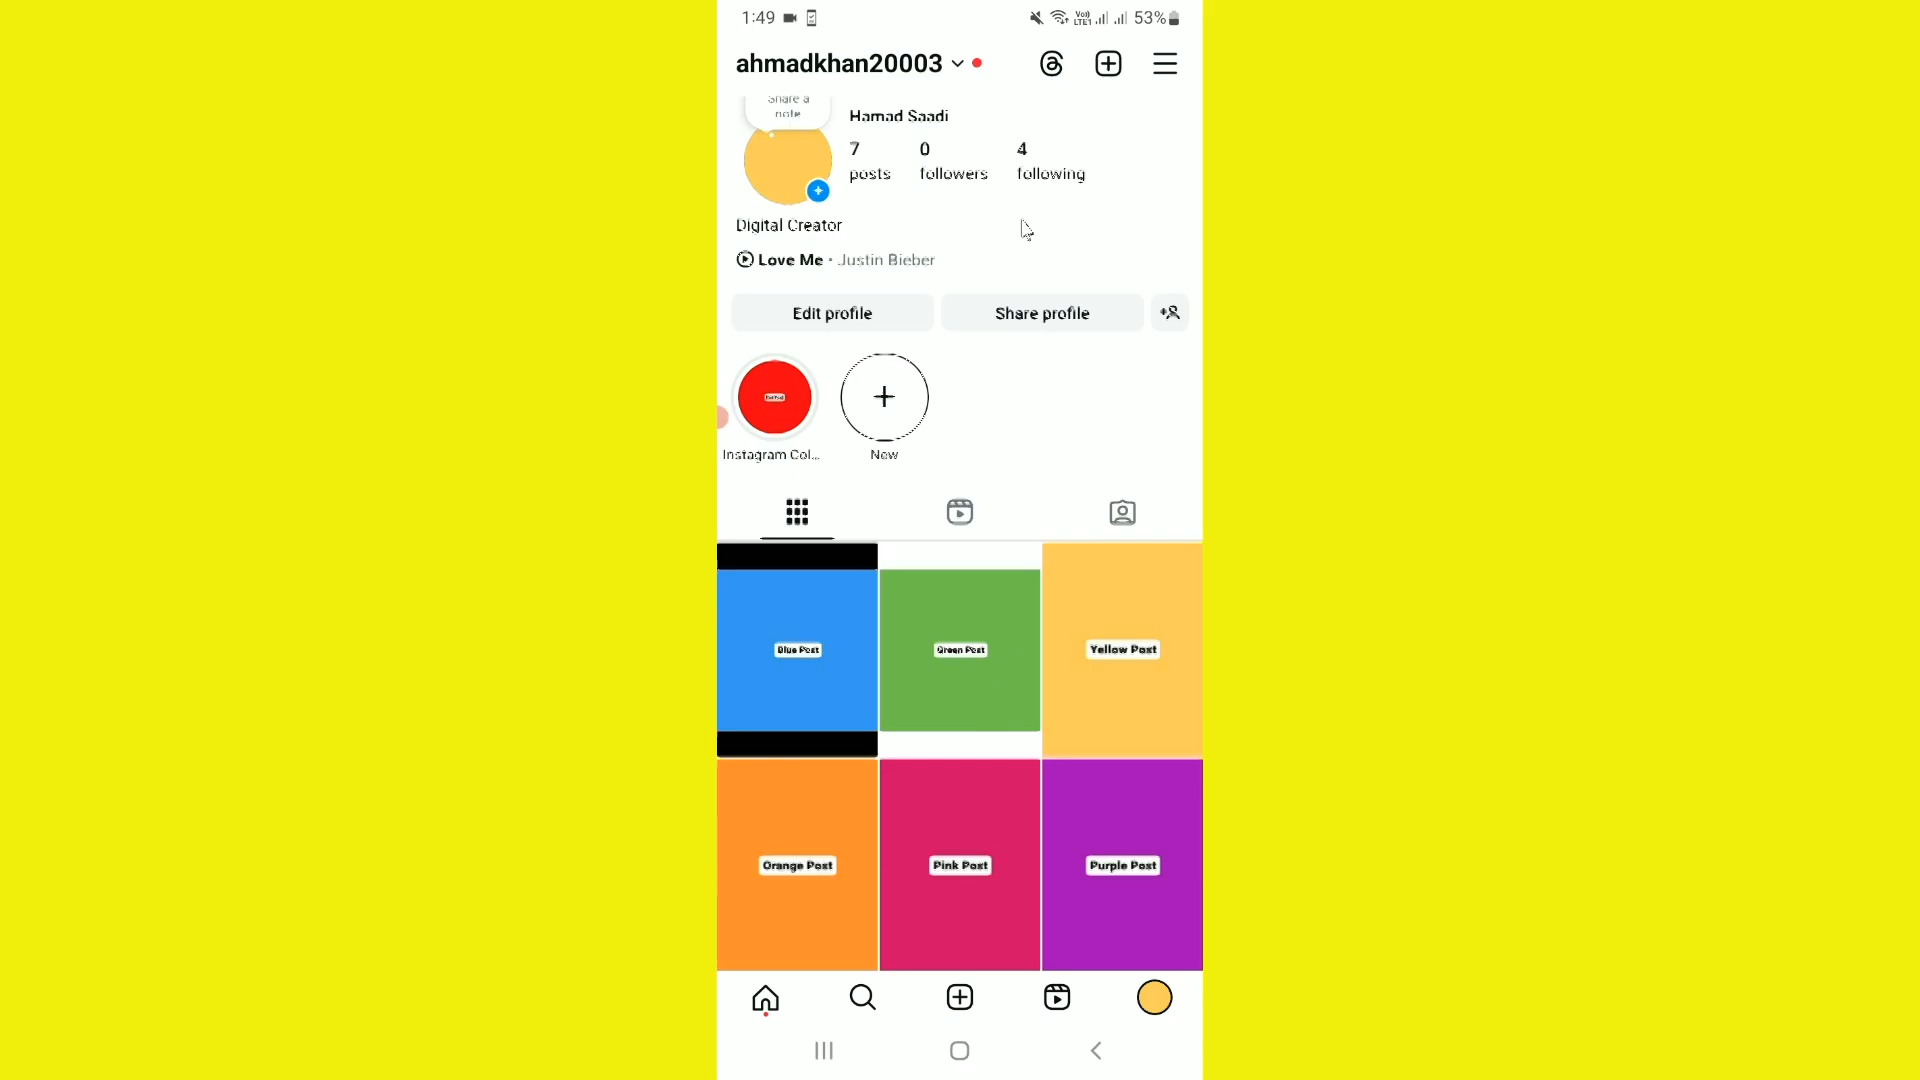 1:49 Vo) LTE1 53%
ahmadkhan20003
Share a
note
Hamad Saadi
7 0 4
posts followers following
Digital Creator
Love Me • Justin Bieber
Edit profile Share profile
Instagram Col... New
Blue Post Green Post Yellow Post
Orange Post Pink Post Purple Post